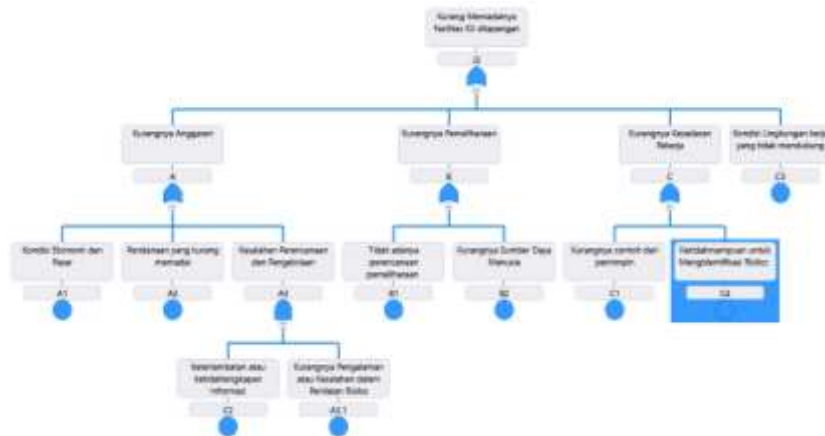 Kurang Memadainya
Fasilitas K3 dilapangan
Kurangnya Anggaran
A
Kurangnya Pemeliharaan
B
Kurangnya Kesadaran
Pekerja
C
Kondisi Lingkungan kerja
yang tidak mendukung
C3
Kondisi Ekonomi dan
Pasar
A1
Pendanaan yang kurang
memadai
A2
Kesalahan Perencanaan
dan Pengelolaan
A3
Tidak adanya
perencanaan
pemeliharaan
B1
Kurangnya Sumber Daya
Manusia
B2
Kurangnya contoh dari
pemimpin
C1
Ketidakmampuan untuk
Mengidentifikasi Risiko
Keterlambatan atau
ketidaklengkapan
Informasi
C2
Kurangnya Pengalaman
atau Kesalahan dalam
Penilaian Risiko
A3.1